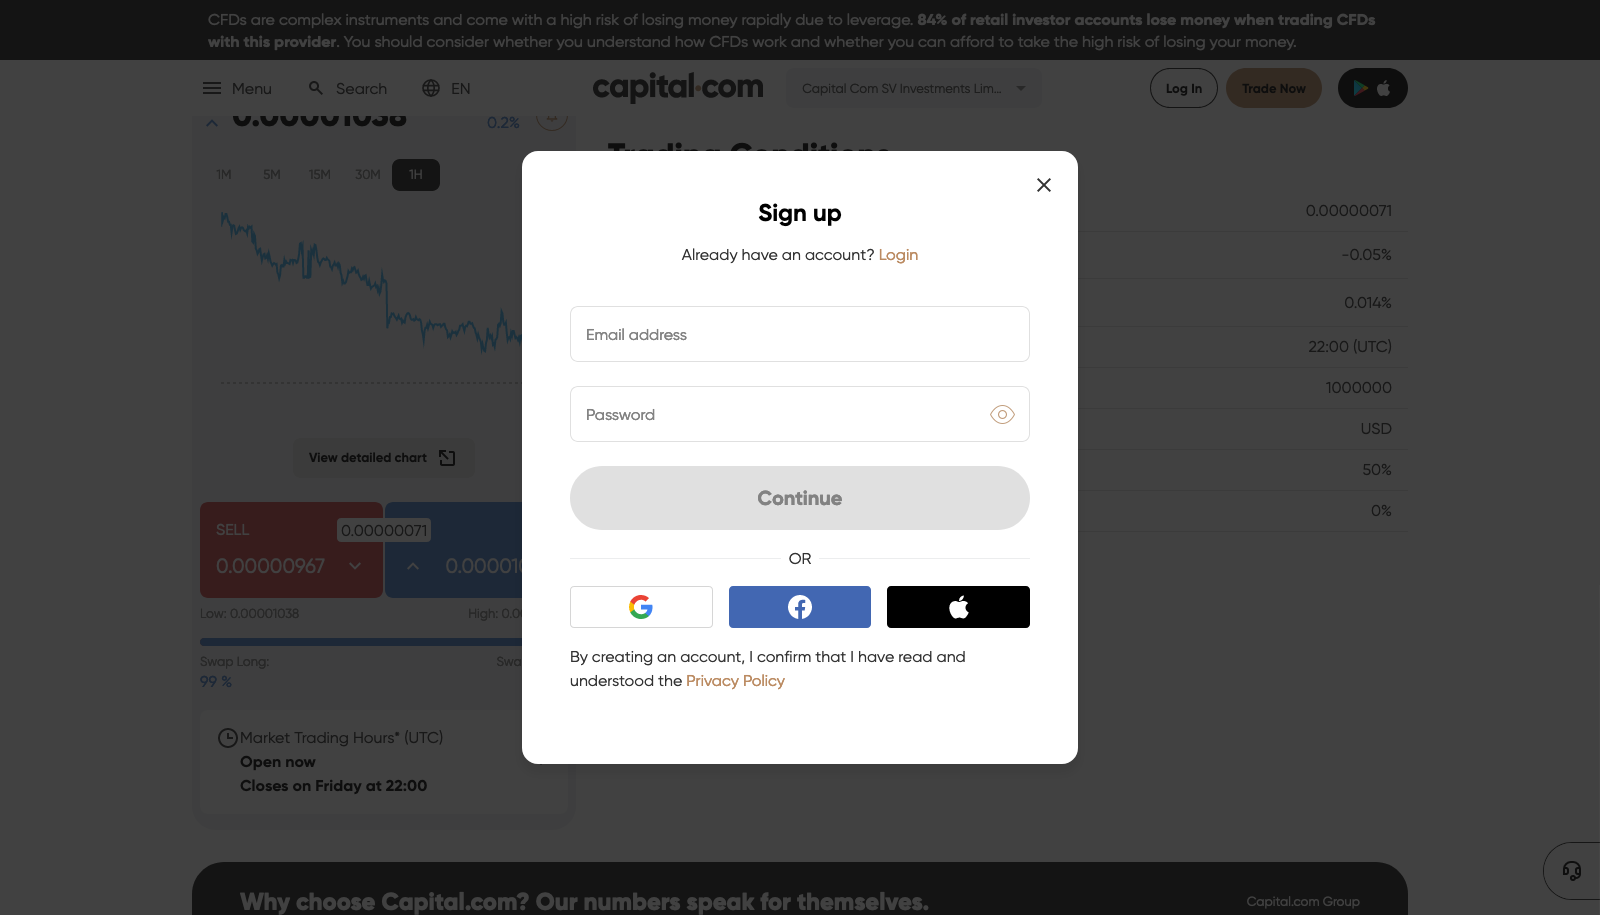 CFDs are complex instruments and come with a high risk of losing money rapidly due to leverage. 84% of retail investor accounts lose money when trading CFDs
with this provider. You should consider whether you understand how CFDs work and whether you can afford to take the high risk of losing your money.
Menu
Search
EN
capital.com
Capital Com SV Investments Lim...
Log In
Trade Now
0.00001038
0.2%
1M
5M
15M
30M
1H
View detailed chart
SELL
0.00000071
0.00000967
Low: 0.00001038
High:
Swap Long:
99 %
Market Trading Hours* (UTC)
Open now
Closes on Friday at 22:00
Trading Conditions
0.00000071
-0.05%
0.014%
22:00 (UTC)
1000000
USD
50%
0%
Sign up
Already have an account? Login
Email address
Password
Continue
OR
By creating an account, I confirm that I have read and
understood the Privacy Policy
Why choose Capital.com? Our numbers speak for themselves.
Capital.com Group